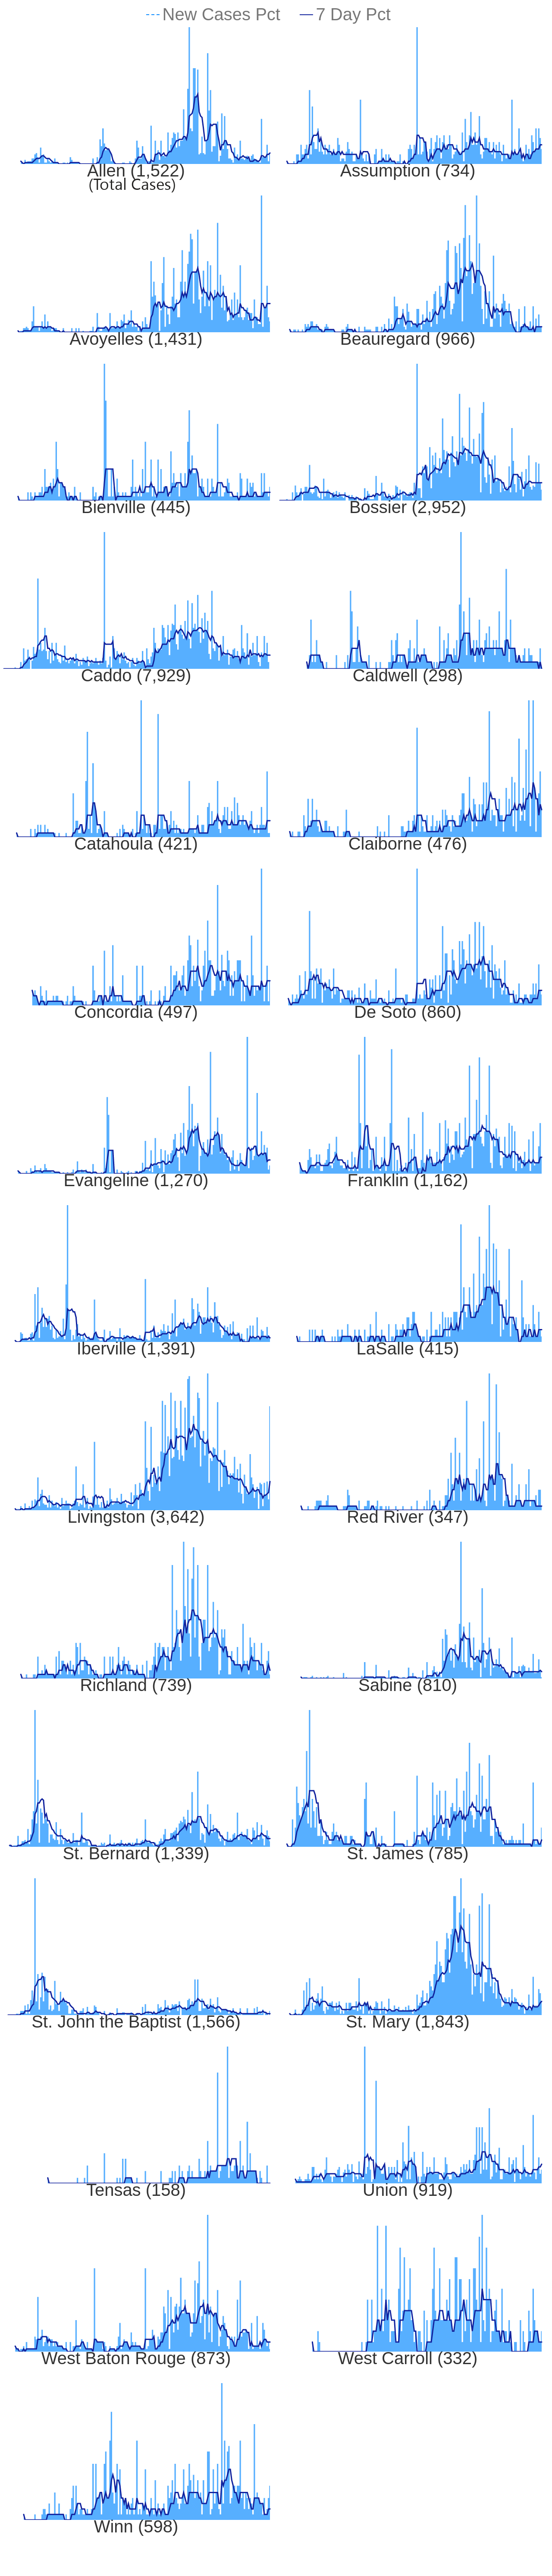 New Cases Pct 7 Day Pct
Allen (1,522) Assumption (734)
(Total Cases)
Avoyelles (1,431) Beauregard (966)
Bienville (445) Bossier (2,952)
Caddo (7,929) Caldwell (298)
Catahoula (421) Claiborne (476)
Concordia (497) De Soto (860)
Evangeline (1,270) Franklin (1,162)
Iberville (1,391) LaSalle (415)
Livingston (3,642) Red River (347)
Richland (739) Sabine (810)
St. Bernard (1,339) St. James (785)
St. John the Baptist (1,566) St. Mary (1,843)
Tensas (158) Union (919)
West Baton Rouge (873) West Carroll (332)
Winn (598)